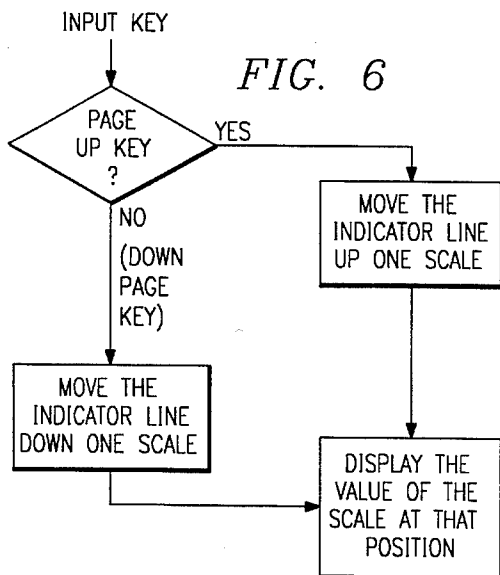 INPUT KEY
FIG. 6
PAGE
UP KEY
?
YES
NO
(DOWN
PAGE
KEY)
MOVE THE
INDICATOR LINE
UP ONE SCALE
MOVE THE
INDICATOR LINE
DOWN ONE SCALE
DISPLAY THE
VALUE OF THE
SCALE AT THAT
POSITION